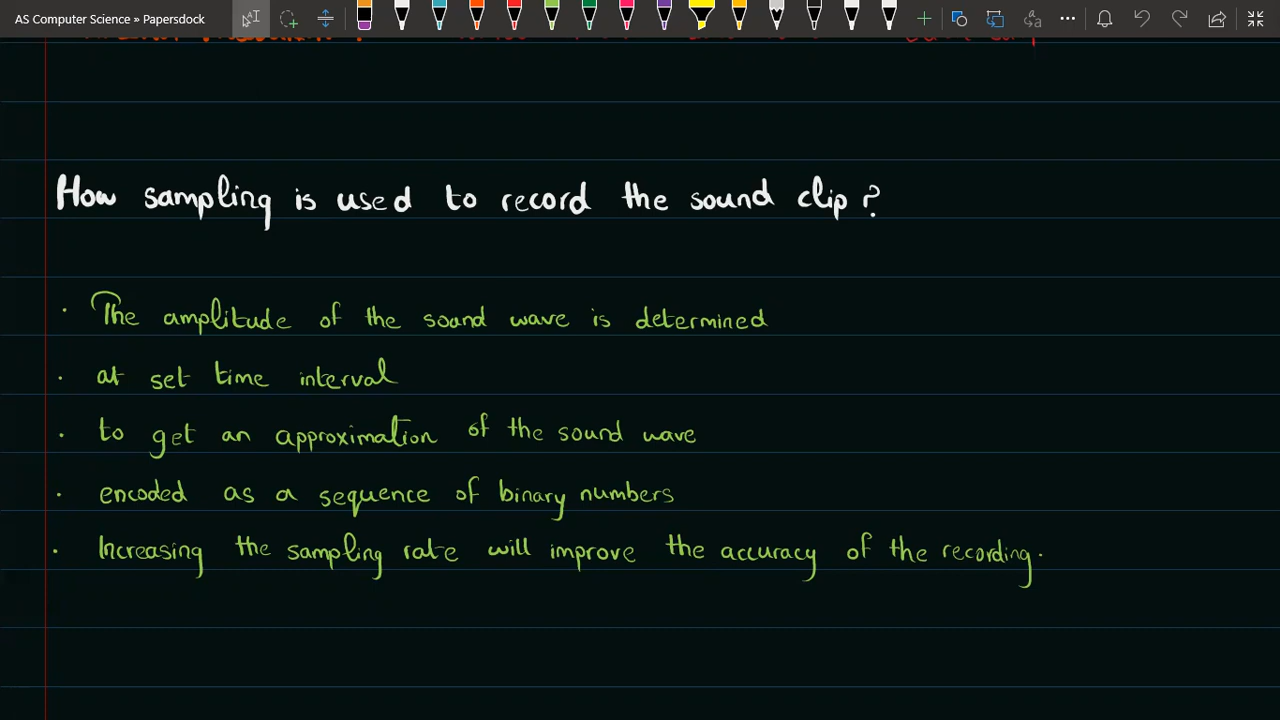 AS Computer Science » Papersdock
How sampling is used to record the sound clip?
· The amplitude of the sound wave is determined
· at set time interval
· to get an approximation of the sound wave
· encoded as a sequence of binary numbers
· Increasing the sampling rate will improve the accuracy of the recording.